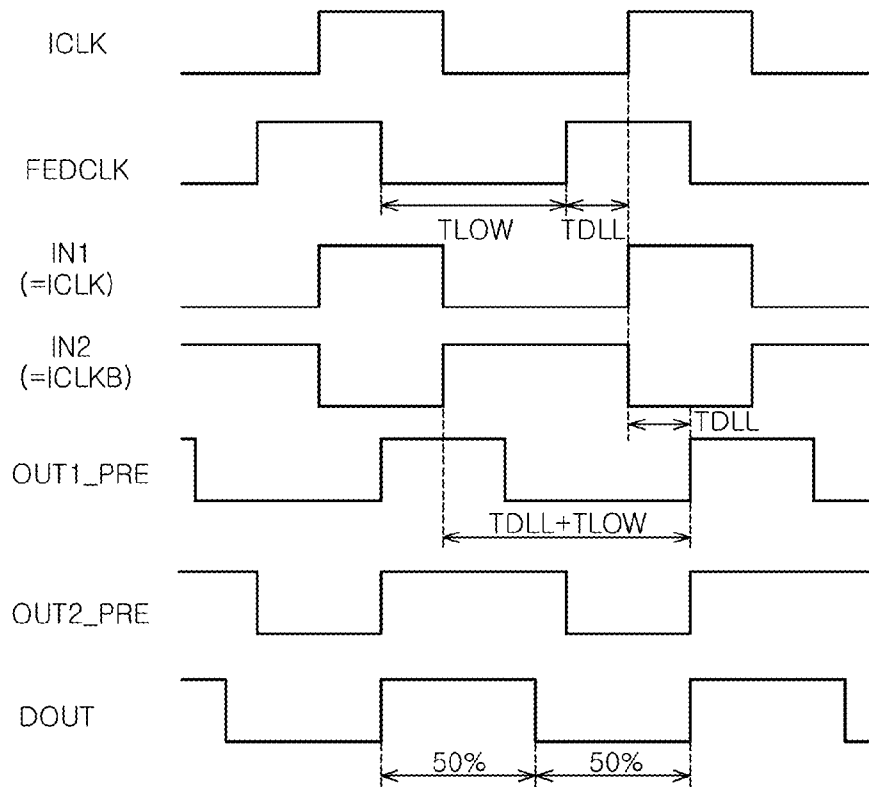 ICLK
FEDCLK
TLOW TDLL
IN1
(=ICLK)
IN2
(=ICLKB)
TDLL
OUT1_PRE
TDLL+TLOW
OUT2_PRE
DOUT
50% 50%